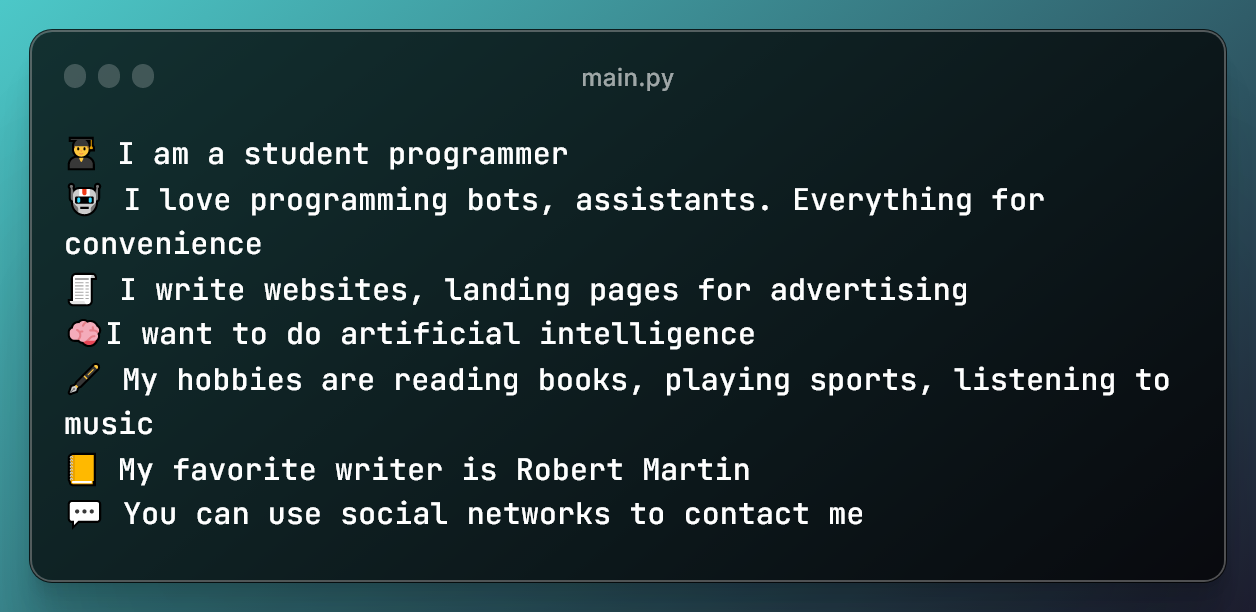 main.py
👨‍🎓 I am a student programmer
🤖 I love programming bots, assistants. Everything for
convenience
📜 I write websites, landing pages for advertising
🧠I want to do artificial intelligence
🖋 My hobbies are reading books, playing sports, listening to
music
📒 My favorite writer is Robert Martin
💬 You can use social networks to contact me